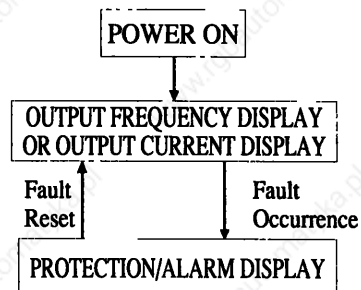 POWER ON
OUTPUT FREQUENCY DISPLAY
OR OUTPUT CURRENT DISPLAY
Fault
Reset
Fault
Occurrence
PROTECTION/ALARM DISPLAY